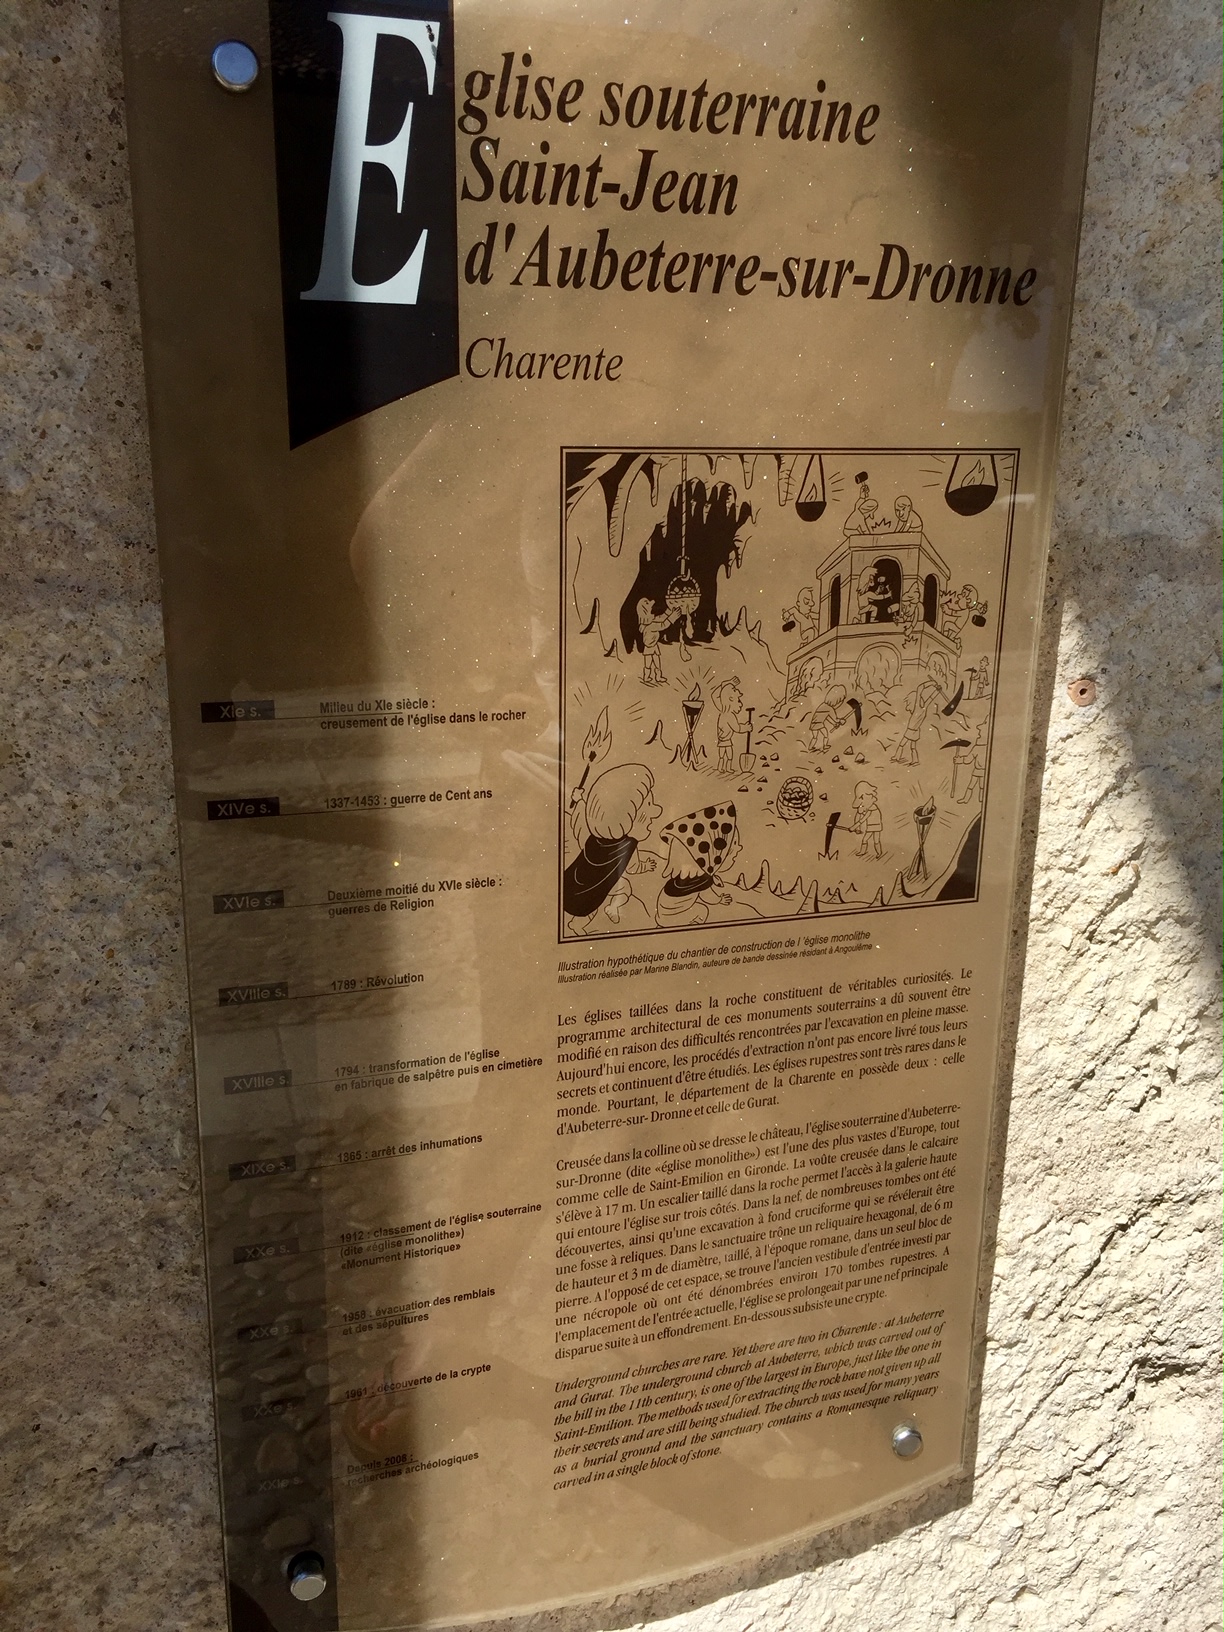 Eglise souterraine
Saint-Jean
d'Aubeterre-sur-Dronne
Charente
XIe s. Milieu du XIe siècle :
creusement de l'église dans le rocher
XIVe s. 1337-1453 : guerre de Cent ans
XVIe s. Deuxième moitié du XVIe siècle :
guerres de Religion
XVIIIe s. 1789 : Révolution
XVIIIe s. 1794 : transformation de l'église
en fabrique de salpêtre puis en cimetière
XIXe s. 1865 : arrêt des inhumations
XXe s. 1912 : classement de l'église souterraine
(dite «église monolithe»)
«Monument Historique»
XXe s. 1958 : évacuation des remblais
et des sépultures
XXe s. 1961 : découverte de la crypte
XXIe s. Depuis 2006 :
recherches archéologiques
Illustration hypothétique du chantier de construction de l 'église monolithe
Illustration réalisée par Marine Blandin, auteure de bande dessinée résidant à Angoulême
Les églises taillées dans la roche constituent de véritables curiosités. Le
programme architectural de ces monuments souterrains a dû souvent être
modifié en raison des difficultés rencontrées par l'excavation en pleine masse.
Aujourd'hui encore, les procédés d'extraction n'ont pas encore livré tous leurs
secrets et continuent d'être étudiés. Les églises rupestres sont très rares dans le
monde. Pourtant, le département de la Charente en possède deux : celle
d'Aubeterre-sur- Dronne et celle de Gurat.
Creusée dans la colline où se dresse le château, l'église souterraine d'Aubeterre-
sur-Dronne (dite «église monolithe») est l'une des plus vastes d'Europe, tout
comme celle de Saint-Emilion en Gironde. La voûte creusée dans le calcaire
s'élève à 17 m. Un escalier taillé dans la roche permet l'accès à la galerie haute
qui entoure l'église sur trois côtés. Dans la nef, de nombreuses tombes ont été
découvertes, ainsi qu'une excavation à fond cruciforme qui se révélerait être
une fosse à reliques. Dans le sanctuaire trône un reliquaire hexagonal, de 6 m
de hauteur et 3 m de diamètre, taillé, à l'époque romane, dans un seul bloc de
pierre. A l'opposé de cet espace, se trouve l'ancien vestibule d'entrée investi par
une nécropole où ont été dénombrées environ 170 tombes rupestres. A
l'emplacement de l'entrée actuelle, l'église se prolongeait par une nef principale
disparue suite à un effondrement. En-dessous subsiste une crypte.
Underground churches are rare. Yet there are two in Charente : at Aubeterre
and Gurat. The underground church at Aubeterre, which was carved out of
the hill in the 11th century, is one of the largest in Europe, just like the one in
Saint-Emilion. The methods used for extracting the rock have not given up all
their secrets and are still being studied. The church was used for many years
as a burial ground and the sanctuary contains a Romanesque reliquary
carved in a single block of stone.